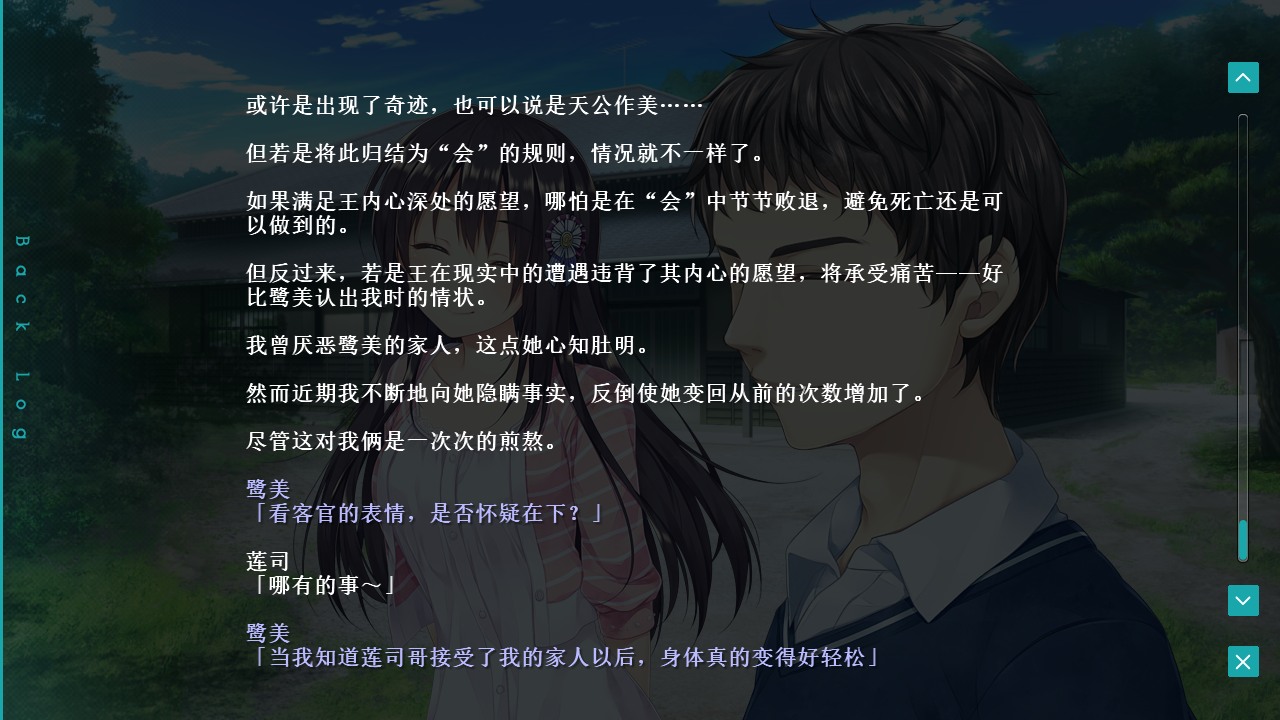 Back Log
或许是出现了奇迹，也可以说是天公作美……
但若是将此归结为“会”的规则，情况就不一样了。
如果满足王内心深处的愿望，哪怕是在“会”中节节败退，避免死亡还是可
以做到的。
但反过来，若是王在现实中的遭遇违背了其内心的愿望，将承受痛苦——好
比鹭美认出我时的情状。
我曾厌恶鹭美的家人，这点她心知肚明。
然而近期我不断地向她隐瞒事实，反倒使她变回从前的次数增加了。
尽管这对我俩是一次次的煎熬。
鹭美
「看客官的表情，是否怀疑在下？」
莲司
「哪有的事～」
鹭美
「当我知道莲司哥接受了我的家人以后，身体真的变得好轻松」